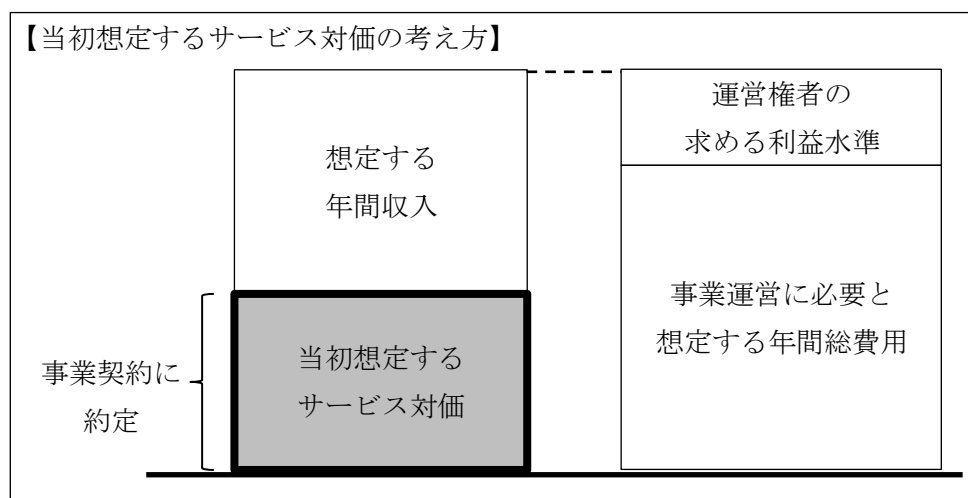 【当初想定するサービス対価の考え方】
想定する
年間収入
当初想定する
サービス対価
事業契約に
約定
運営権者の
求める利益水準
事業運営に必要と
想定する年間総費用